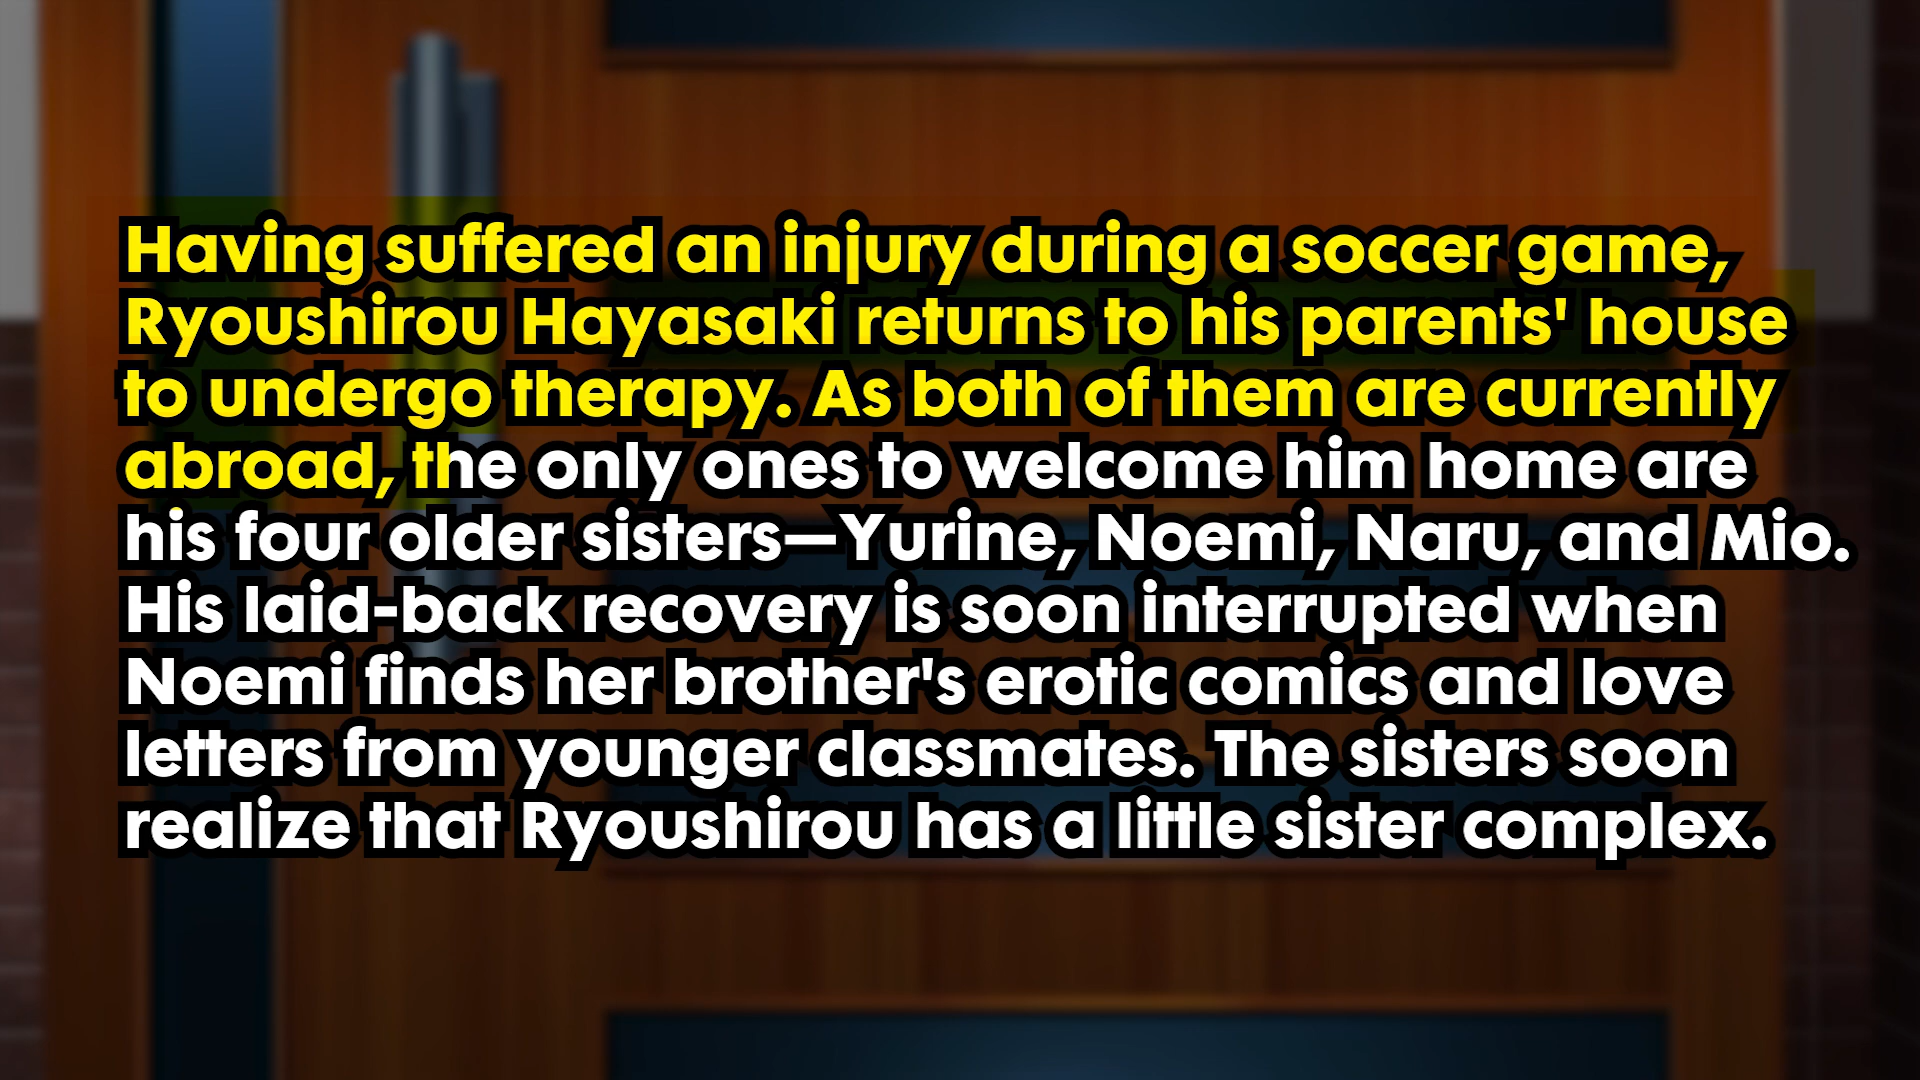 Having suffered an injury during a soccer game,
Ryoushirou Hayasaki returns to his parents' house
to undergo therapy. As both of them are currently
abroad, the only ones to welcome him home are
his four older sisters—Yurine, Noemi, Naru, and Mio.
His laid-back recovery is soon interrupted when
Noemi finds her brother's erotic comics and love
letters from younger classmates. The sisters soon
realize that Ryoushirou has a little sister complex.